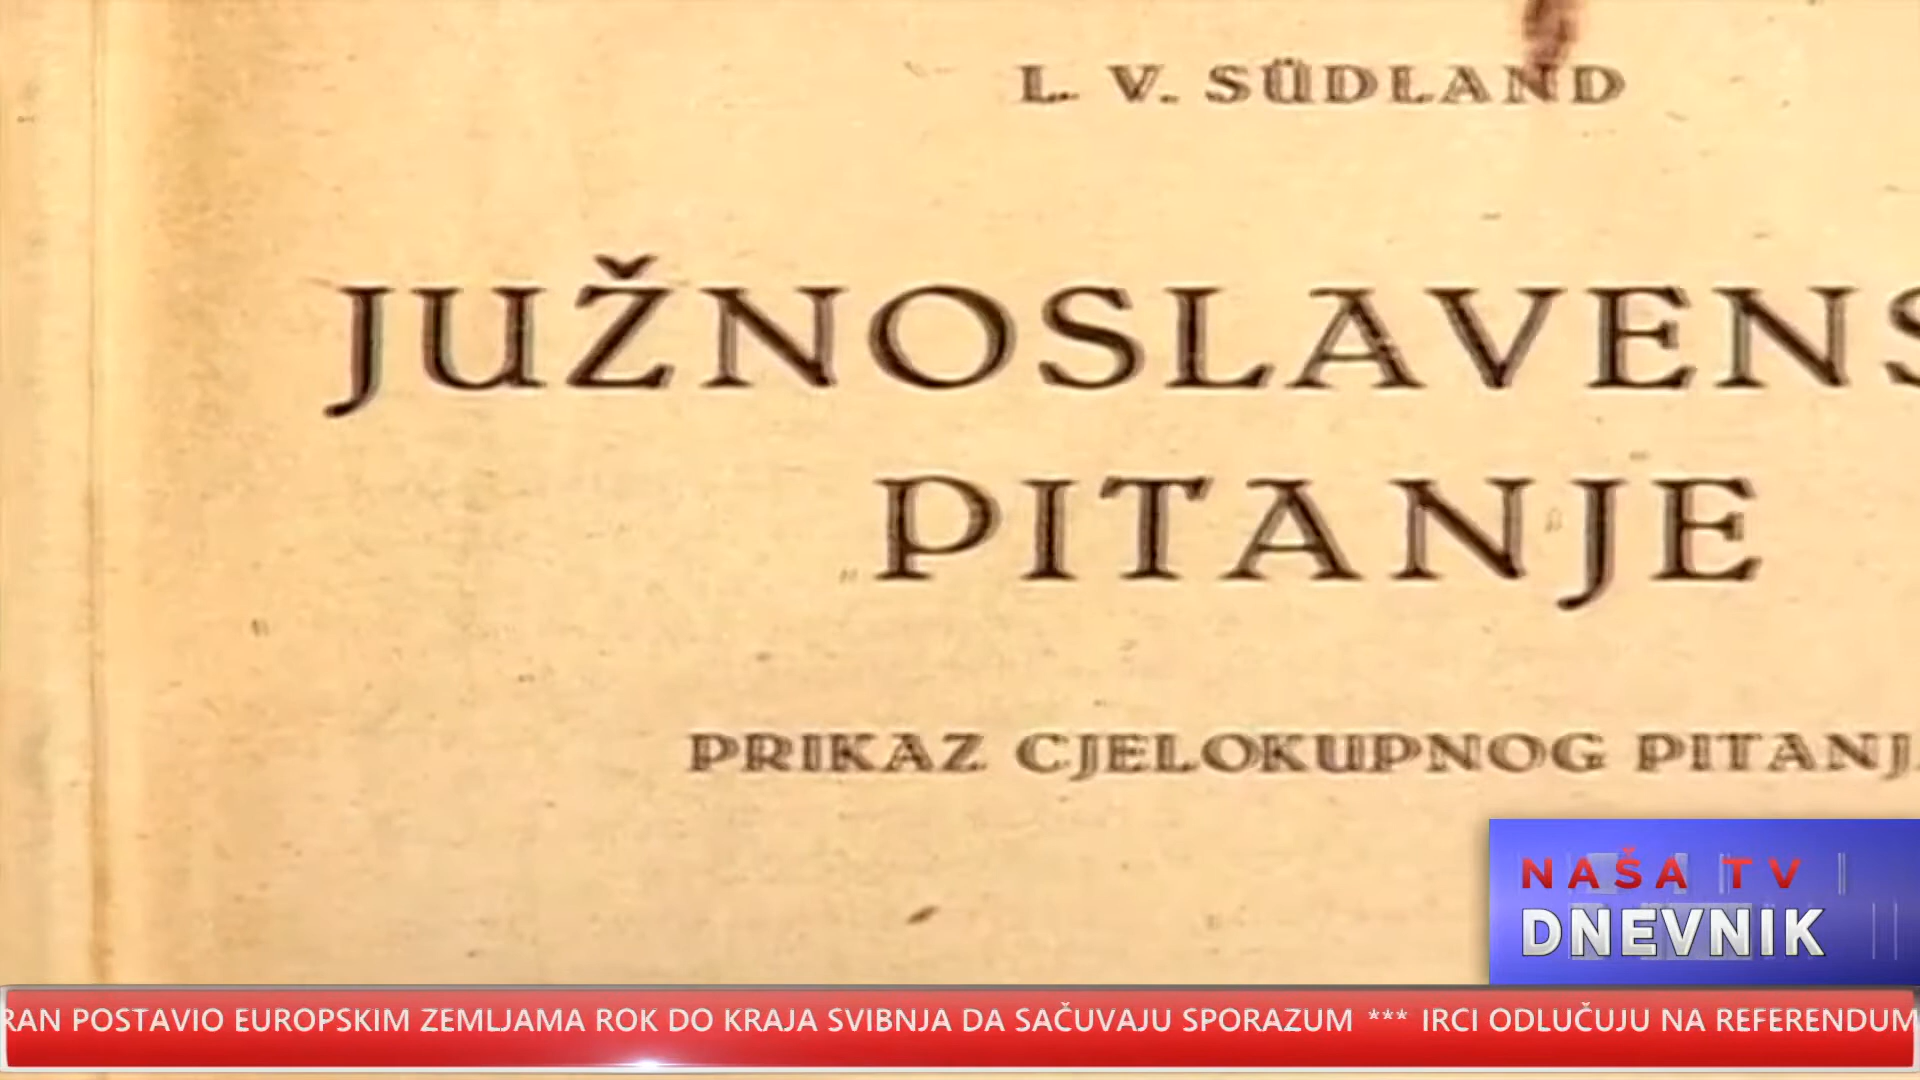 L. V. SÜDLAND
JUŽNOSLAVENS
PITANJE
PRIKAZ CJELOKUPNOG PITANJ
NAŠA TV
DNEVNIK
RAN POSTAVIO EUROPSKIM ZEMLJAMA ROK DO KRAJA SVIBNJA DA SAČUVAJU SPORAZUM *** IRCI ODLUČUJU NA REFERENDUM